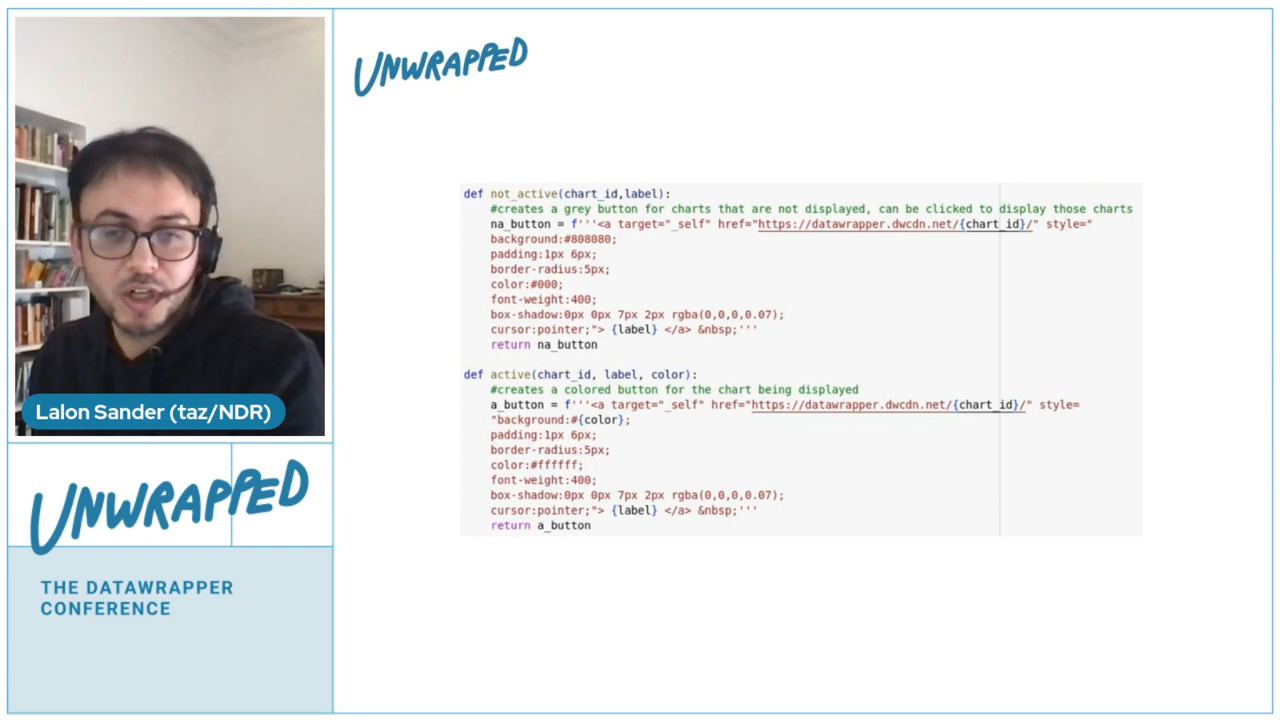 UNWRAPPED
def not_active(chart_id,label):
#creates a grey button for charts that are not displayed, can be clicked to display those charts
na_button = f'''<a target="_self" href="https://datawrapper.dwcdn.net/{chart_id}/" style="
background:#808080;
padding:1px 6px;
border-radius:5px;
color:#000;
font-weight:400;
box-shadow:0px 0px 7px 2px rgba(0,0,0,0.07);
cursor:pointer;"> {label} </a> &nbsp;'''
return na_button
def active(chart_id, label, color):
#creates a colored button for the chart being displayed
a_button = f'''<a target="_self" href="https://datawrapper.dwcdn.net/{chart_id}/" style=
"background:#{color};
padding:1px 6px;
border-radius:5px;
color:#ffffff;
font-weight:400;
box-shadow:0px 0px 7px 2px rgba(0,0,0,0.07);
cursor:pointer;"> {label} </a> &nbsp;'''
return a_button
Lalon Sander (taz/NDR)
UNWRAPPED
THE DATAWRAPPER
CONFERENCE